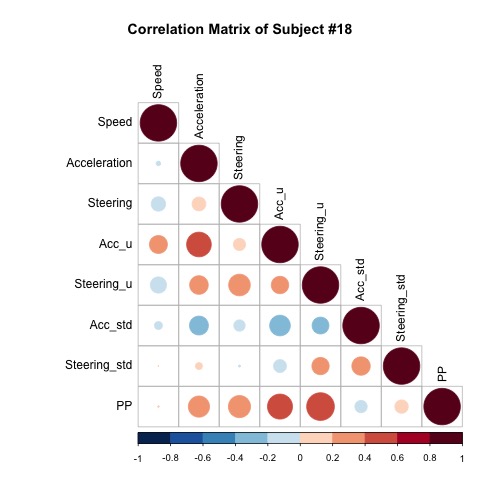 Correlation Matrix of Subject #18
Speed
Acceleration
Steering
Acc_u
Steering_u
Acc_std
Steering_std
PP
Speed
Acceleration
Steering
Acc_u
Steering_u
Acc_std
Steering_std
PP
-1 -0.8 -0.6 -0.4 -0.2 0 0.2 0.4 0.6 0.8 1